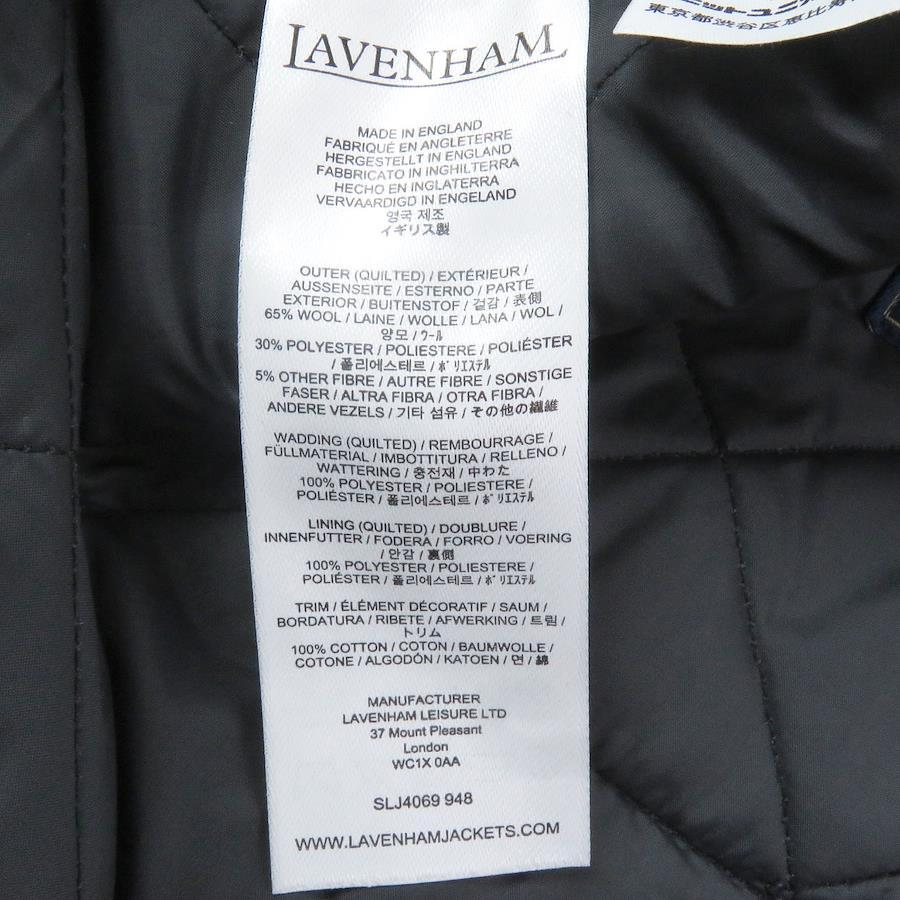 LAVENHAM
MADE IN ENGLAND
FABRIQUÉ EN ANGLETERRE
HERGESTELLT IN ENGLAND
FABBRICATO IN INGHILTERRA
HECHO EN INGLATERRA
VERVAARDIGD IN ENGELAND
영국 제조
イギリス製
OUTER (QUILTED) / EXTÉRIEUR /
AUSSENSEITE / ESTERNO / PARTE
EXTERIOR / BUITENSTOF / 겉감 / 表側
65% WOOL / LAINE / WOLLE / LANA / WOL /
양모 / ウール
30% POLYESTER / POLIESTERE / POLIÉSTER
/ 폴리에스테르 / ポリエステル
5% OTHER FIBRE / AUTRE FIBRE / SONSTIGE
FASER / ALTRA FIBRA / OTRA FIBRA /
ANDERE VEZELS / 기타 섬유 / その他の繊維
WADDING (QUILTED) / REMBOURRAGE /
FÜLLMATERIAL / IMBOTTITURA / RELLENO /
WATTERING / 충전재 / 中わた
100% POLYESTER / POLIESTERE /
POLIÉSTER / 폴리에스테르 / ポリエステル
LINING (QUILTED) / DOUBLURE /
INNENFUTTER / FODERA / FORRO / VOERING
/ 안감 / 裏側
100% POLYESTER / POLIESTERE /
POLIÉSTER / 폴리에스테르 / ポリエステル
TRIM / ÉLÉMENT DÉCORATIF / SAUM /
BORDATURA / RIBETE / AFWERKING / 트림 /
トリム
100% COTTON / COTON / BAUMWOLLE /
COTONE / ALGODÓN / KATOEN / 면 / 綿
MANUFACTURER
LAVENHAM LEISURE LTD
37 Mount Pleasant
London
WC1X 0AA
SLJ4069 948
WWW.LAVENHAMJACKETS.COM
東京都渋谷区恵比寿